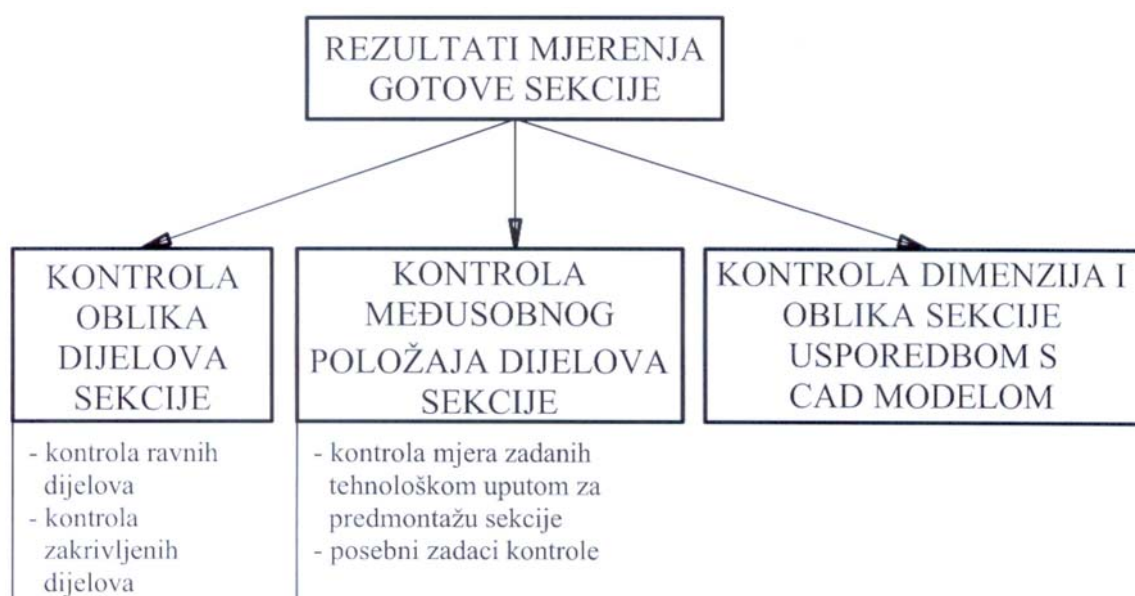 REZULTATI MJERENJA
GOTOVE SEKCIJE
KONTROLA
OBLIKA
DIJELOVA
SEKCIJE
- kontrola ravnih
dijelova
- kontrola
zakrivljenih
dijelova
KONTROLA
MEĐUSOBNOG
POLOŽAJA DIJELOVA
SEKCIJE
- kontrola mjera zadanih
tehnološkom uputom za
predmontažu sekcije
- posebni zadaci kontrole
KONTROLA DIMENZIJA I
OBLIKA SEKCIJE
USPOREDBOM S
CAD MODELOM